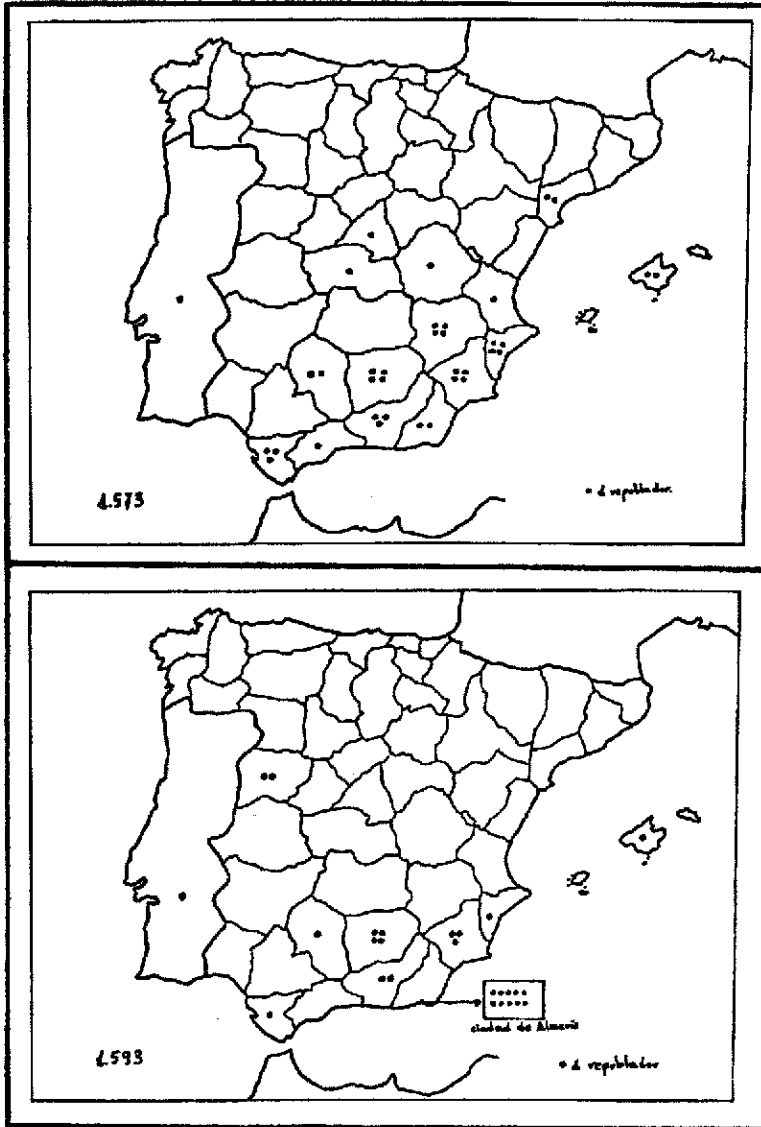 1.573
• 1 repoblador.
ciudad de Almería
1.593
• 1 repoblador